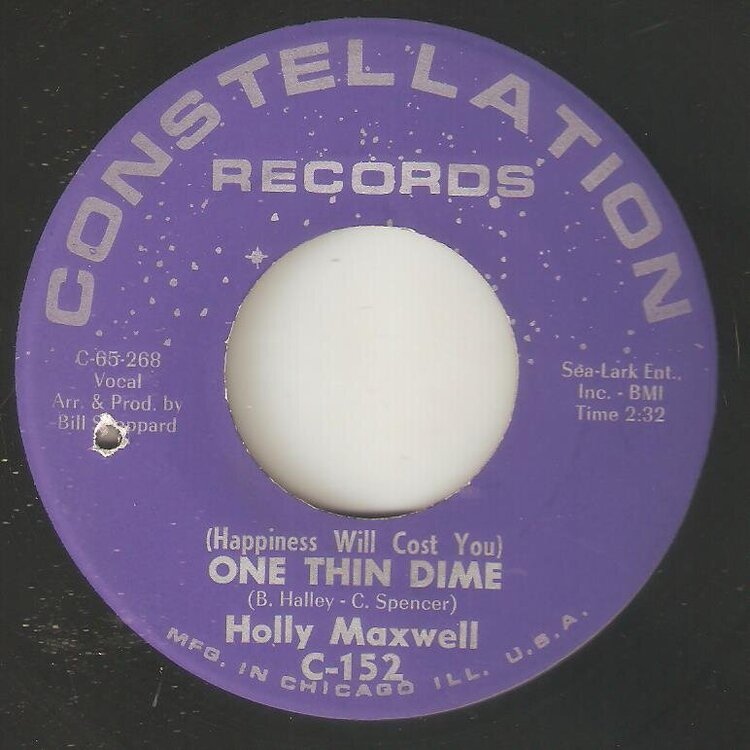 CONSTELLATION
RECORDS
C-65-268
Vocal
Arr. & Prod. by
Bill
Sea-Lark Ent.,
Inc. - BMI
Time 2:32
(Happiness Will Cost You)
ONE THIN DIME
(B. Halley - C. Spencer)
Holly Maxwell
C-152
MFG. IN CHICAGO ILL. U.S.A.